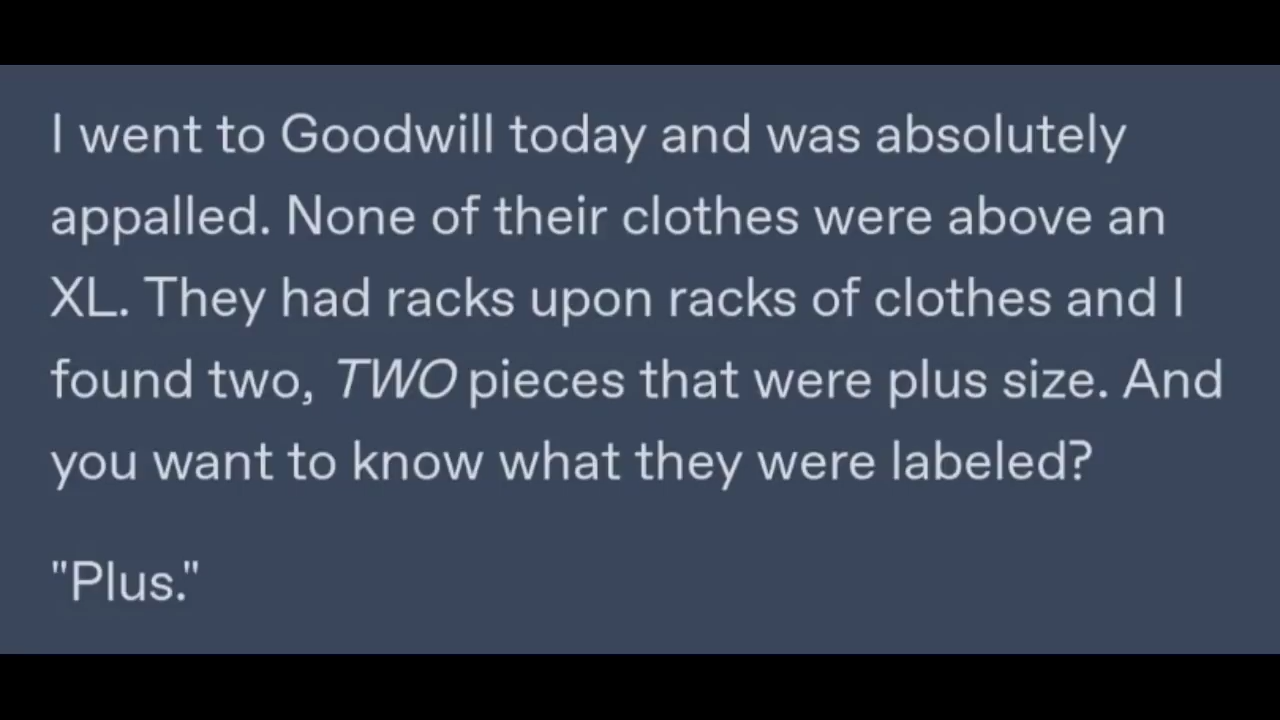 I went to Goodwill today and was absolutely
appalled. None of their clothes were above an
XL. They had racks upon racks of clothes and I
found two, TWO pieces that were plus size. And
you want to know what they were labeled?
"Plus."